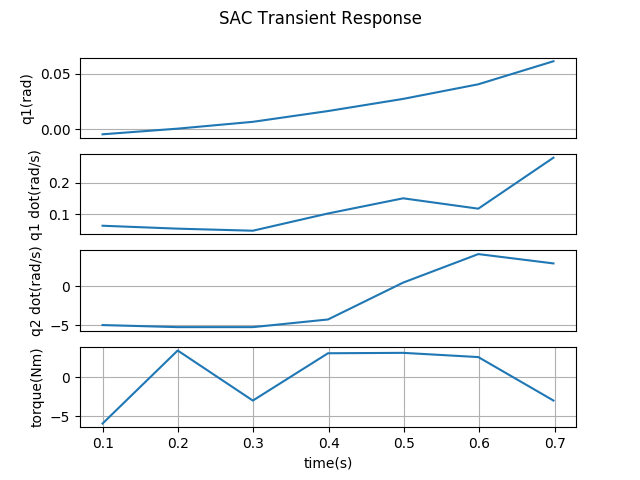 SAC Transient Response
q1(rad)
0.05
0.00
q1 dot(rad/s)
0.2
0.1
q2 dot(rad/s)
0
−5
torque(Nm)
0
−5
0.1 0.2 0.3 0.4 0.5 0.6 0.7
time(s)